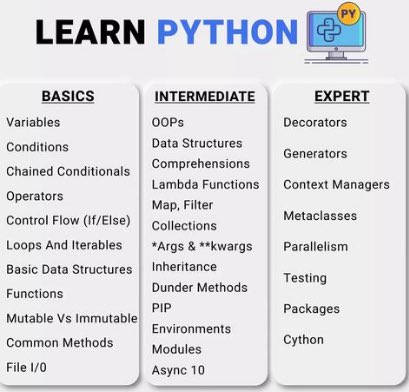 LEARN PYTHON
PY
BASICS
Variables
Conditions
Chained Conditionals
Operators
Control Flow (If/Else)
Loops And Iterables
Basic Data Structures
Functions
Mutable Vs Immutable
Common Methods
File I/0
INTERMEDIATE
OOPs
Data Structures
Comprehensions
Lambda Functions
Map, Filter
Collections
*Args & **kwargs
Inheritance
Dunder Methods
PIP
Environments
Modules
Async 10
EXPERT
Decorators
Generators
Context Managers
Metaclasses
Parallelism
Testing
Packages
Cython